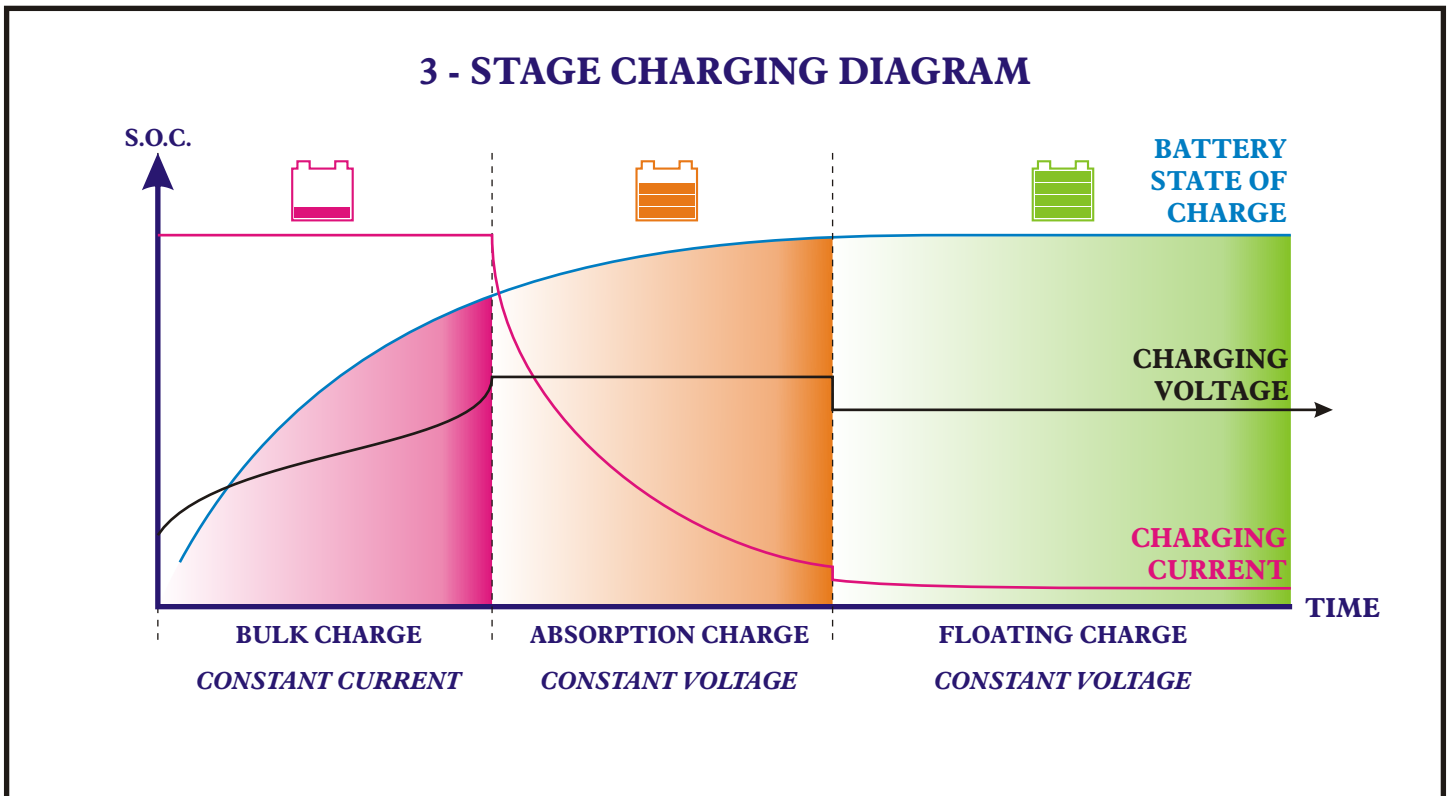 3 - STAGE CHARGING DIAGRAM
S.O.C.
BATTERY
STATE OF
CHARGE
CHARGING
VOLTAGE
CHARGING
CURRENT
TIME
BULK CHARGE
ABSORPTION CHARGE
FLOATING CHARGE
CONSTANT CURRENT
CONSTANT VOLTAGE
CONSTANT VOLTAGE